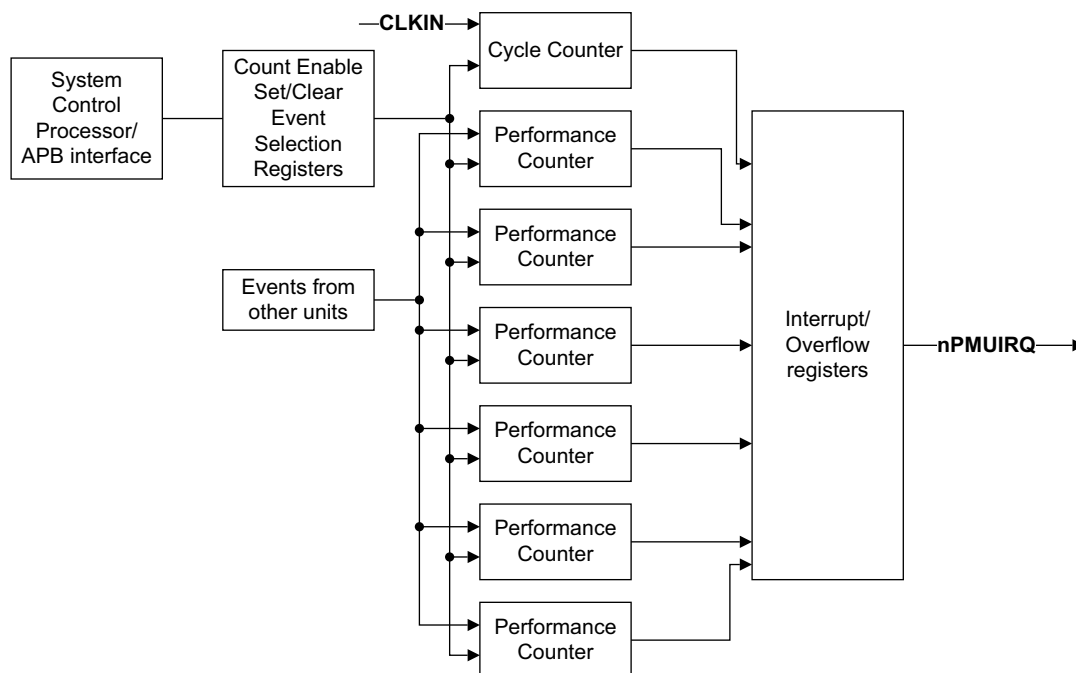 CLKIN
Cycle Counter
System
Control
Processor/
APB interface
Count Enable
Set/Clear
Event
Selection
Registers
Performance
Counter
Performance
Counter
Events from
other units
Performance
Counter
Interrupt/
Overflow
registers
nPMUIRQ
Performance
Counter
Performance
Counter
Performance
Counter